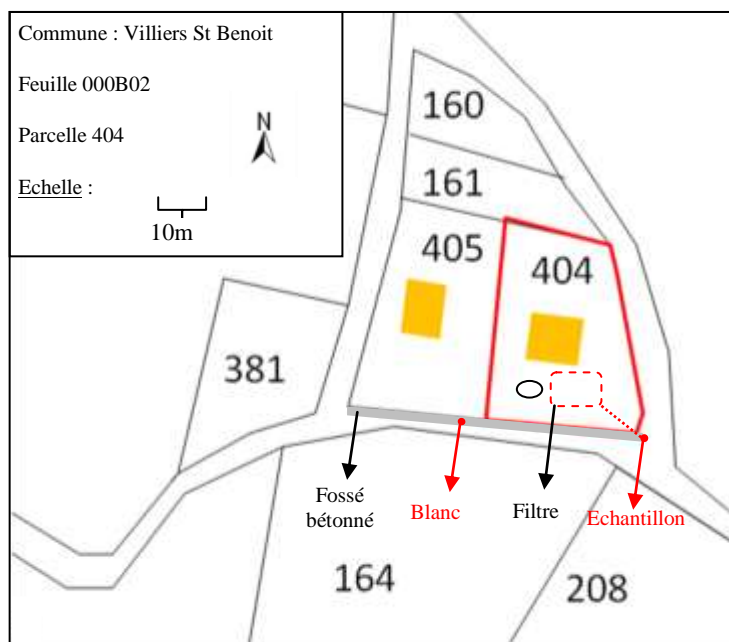 Commune : Villiers St Benoit
Feuille 000B02
Parcelle 404
N
Echelle :
10m
160
161
405
404
381
Fossé
bétonné
Blanc
Filtre
Echantillon
164
208